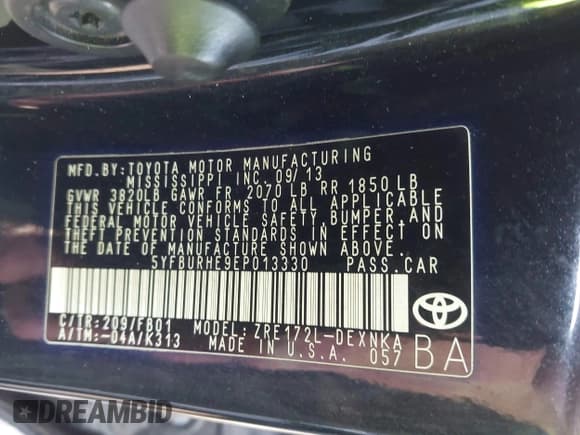 MFD.BY:TOYOTA MOTOR MANUFACTURING
MISSISSIPPI INC. 09/13
GVWR 3820LB GAWR FR 2070 LB RR 1850 LB
THIS VEHICLE CONFORMS TO ALL APPLICABLE
FEDERAL MOTOR VEHICLE SAFETY, BUMPER, AND
THEFT PREVENTION STANDARDS IN EFFECT ON
THE DATE OF MANUFACTURE SHOWN ABOVE.
5YFBURHE9EP013330 PASS.CAR
C/TR:209/FB01 MODEL:ZRE172L-DEXNKA
A/TM:-04A/K313 MADE IN U.S.A. 057 BA
DREAMBID